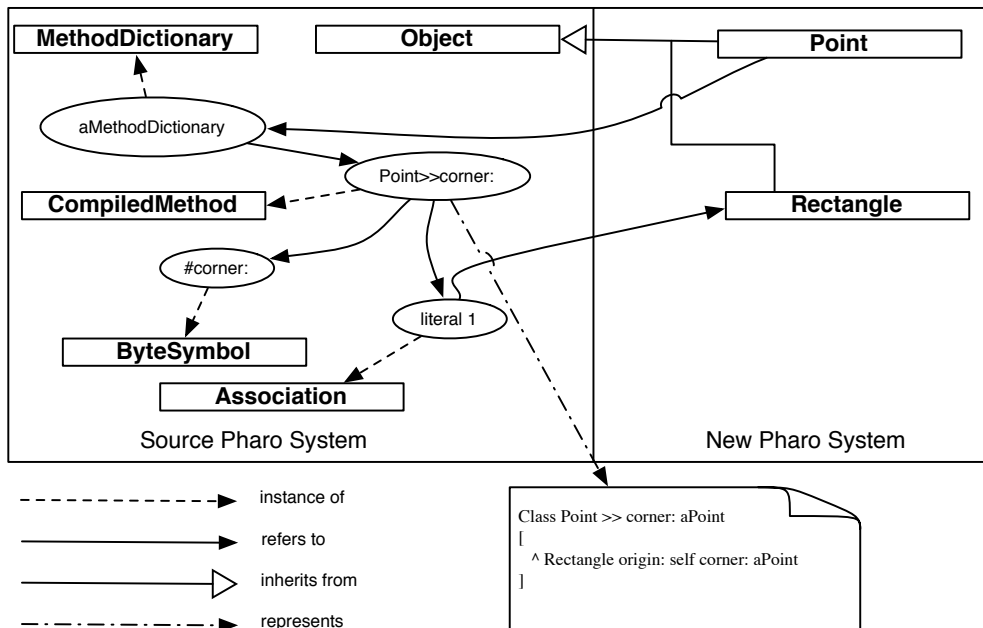 MethodDictionary
Object
Point
aMethodDictionary
Point>>corner:
CompiledMethod
Rectangle
#corner:
literal 1
ByteSymbol
Association
Source Pharo System
New Pharo System
instance of
refers to
inherits from
represents
Class Point >> corner: aPoint
[
^ Rectangle origin: self corner: aPoint
]